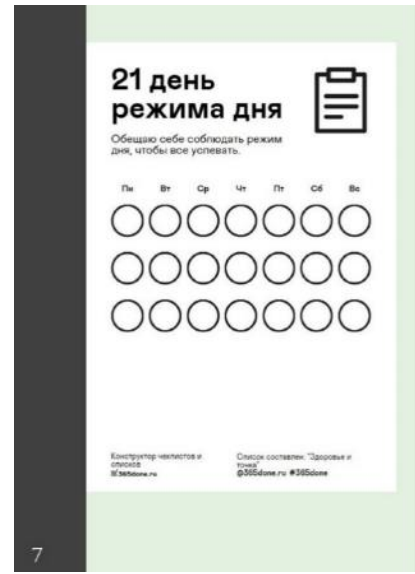 21 день
режима дня
Обещаю себе соблюдать режим
дня, чтобы все успевать.
Пн Вт Ср Чт Пт Сб Вс
Конструктор чеклистов и
списков
365done.ru
Список составлен: "Здоровье и
точка"
@365done.ru #365done
7